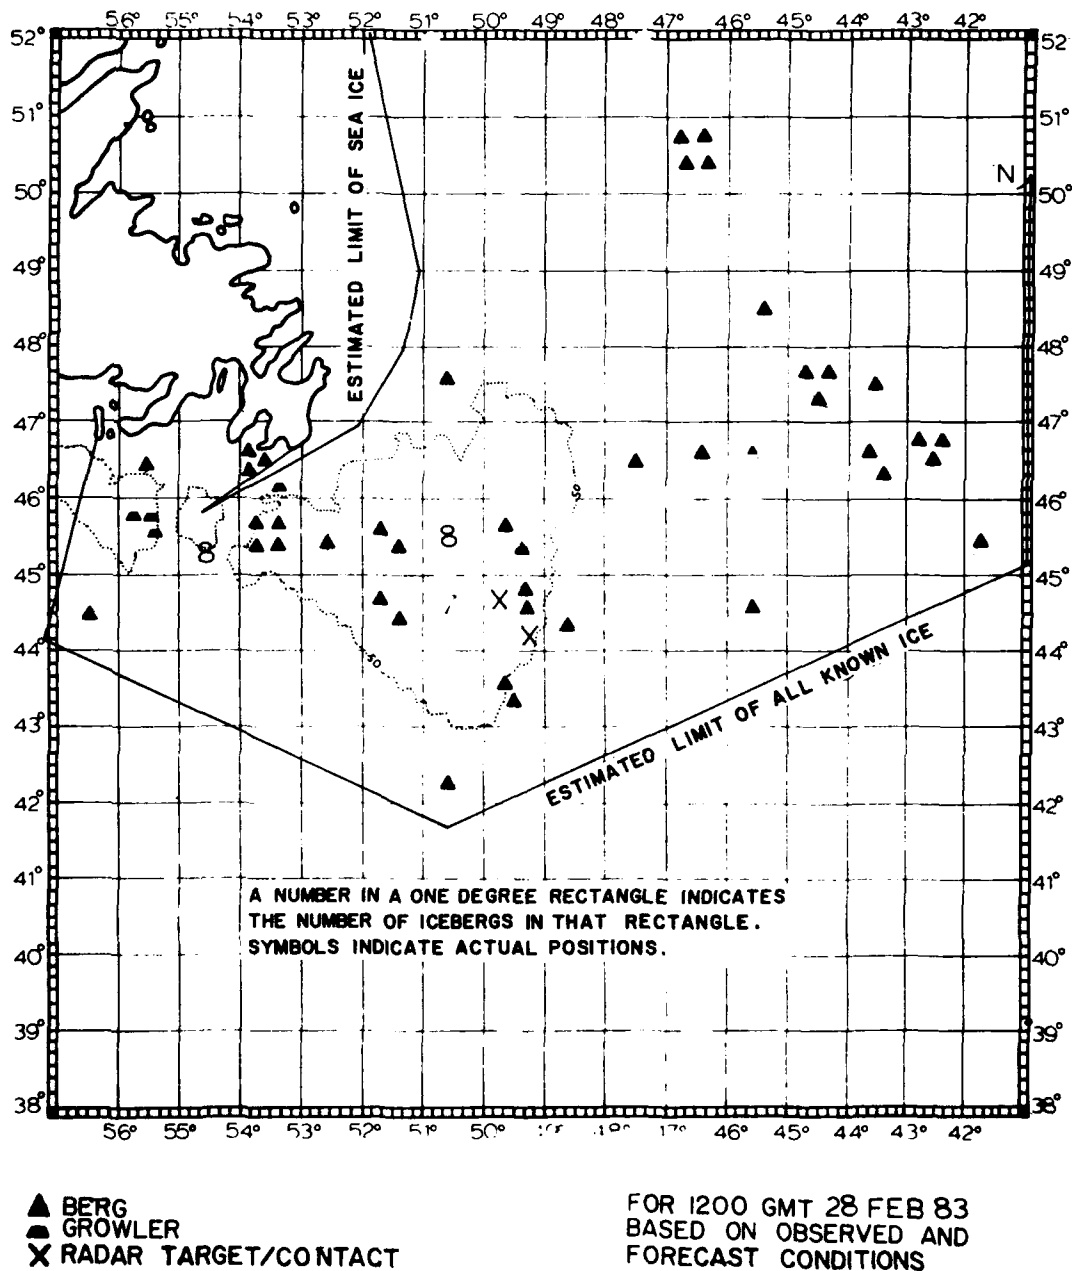 56° 55° 54° 53° 52° 51° 50° 49° 48° 47° 46° 45° 44° 43° 42°
52° 52
51° 51°
50° 50°
49° 49°
48° 48°
47° 47°
46° 46°
45° 45°
44° 44°
43° 43°
42° 42°
41° 41°
40° 40°
39° 39°
38° 38°
N
ESTIMATED LIMIT OF SEA ICE
50
8
8
50
ESTIMATED LIMIT OF ALL KNOWN ICE
A NUMBER IN A ONE DEGREE RECTANGLE INDICATES
THE NUMBER OF ICEBERGS IN THAT RECTANGLE.
SYMBOLS INDICATE ACTUAL POSITIONS.
56° 55° 54° 53° 52° 51° 50° 47° 46° 45° 44° 43° 42°
BERG
GROWLER
X RADAR TARGET/CONTACT
FOR 1200 GMT 28 FEB 83
BASED ON OBSERVED AND
FORECAST CONDITIONS